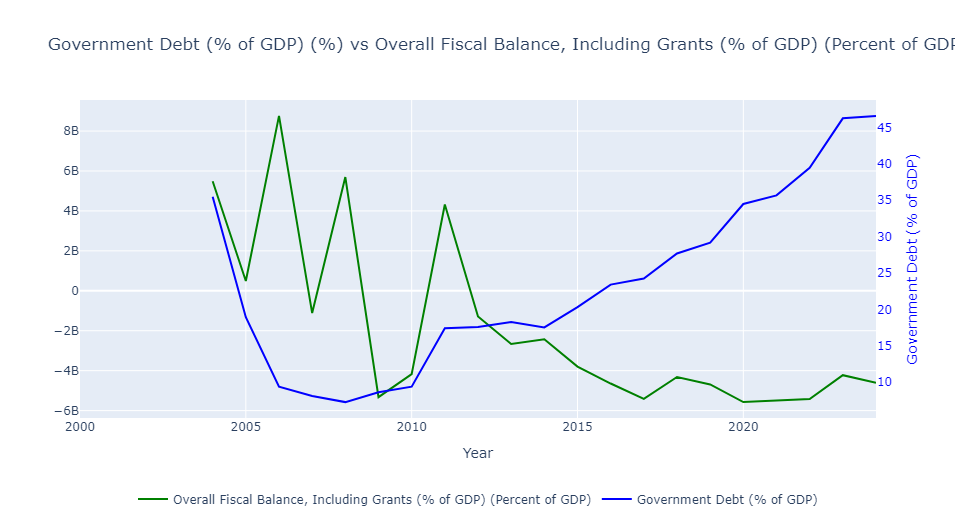 Government Debt (% of GDP) (%) vs Overall Fiscal Balance, Including Grants (% of GDP) (Percent of GDP
8B
6B
4B
2B
0
−2B
−4B
−6B
45
40
35
30
25
20
15
10
Government Debt (% of GDP)
2000
2005
2010
2015
2020
Year
Overall Fiscal Balance, Including Grants (% of GDP) (Percent of GDP)
Government Debt (% of GDP)